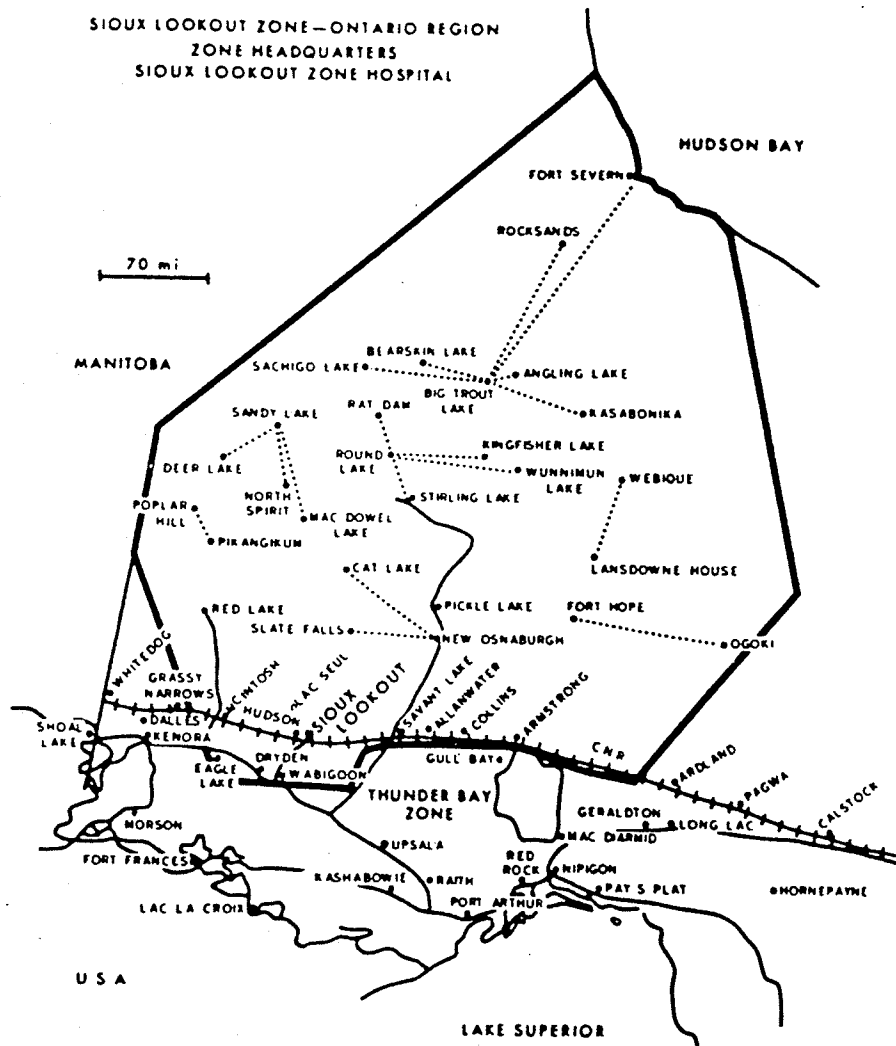 SIOUX LOOKOUT ZONE—ONTARIO REGION
ZONE HEADQUARTERS
SIOUX LOOKOUT ZONE HOSPITAL
HUDSON BAY
FORT SEVERN
ROCKSANDS
70 mi
MANITOBA
BEARSKIN LAKE
SACHIGO LAKE
ANGLING LAKE
BIG TROUT
LAKE
KASABONIKA
RAT DAM
SANDY LAKE
DEER LAKE
NORTH
SPIRIT
MAC DOWEL
LAKE
ROUND
LAKE
KINGFISHER LAKE
WUNNIMUN
LAKE
WEBIQUE
STIRLING LAKE
POPLAR
HILL
PIKANGIKUM
CAT LAKE
LANSDOWNE HOUSE
RED LAKE
PICKLE LAKE
FORT HOPE
SLATE FALLS
NEW OSNABURGH
OGOKI
WHITEDOG
GRASSY
NARROWS
MCINTOSH
HUDSON
LAC SEUL
SIOUX
LOOKOUT
SAVANT LAKE
ALLANWATER
COLLINS
ARMSTRONG
CNR
SHOAL
LAKE
DALLES
KENORA
EAGLE
LAKE
DRYDEN
WABIGOON
GULL BAY
NARDLAND
PAGWA
CALSTOCK
THUNDER BAY
ZONE
GERALDTON
LONG LAC
MAC DIARMID
MORSON
FORT FRANCES
UPSALA
KASHABOWIE
RAITH
RED
ROCK
NIPIGON
PAY S PLAT
HORNEPAYNE
LAC LA CROIX
PORT ARTHUR
USA
LAKE SUPERIOR